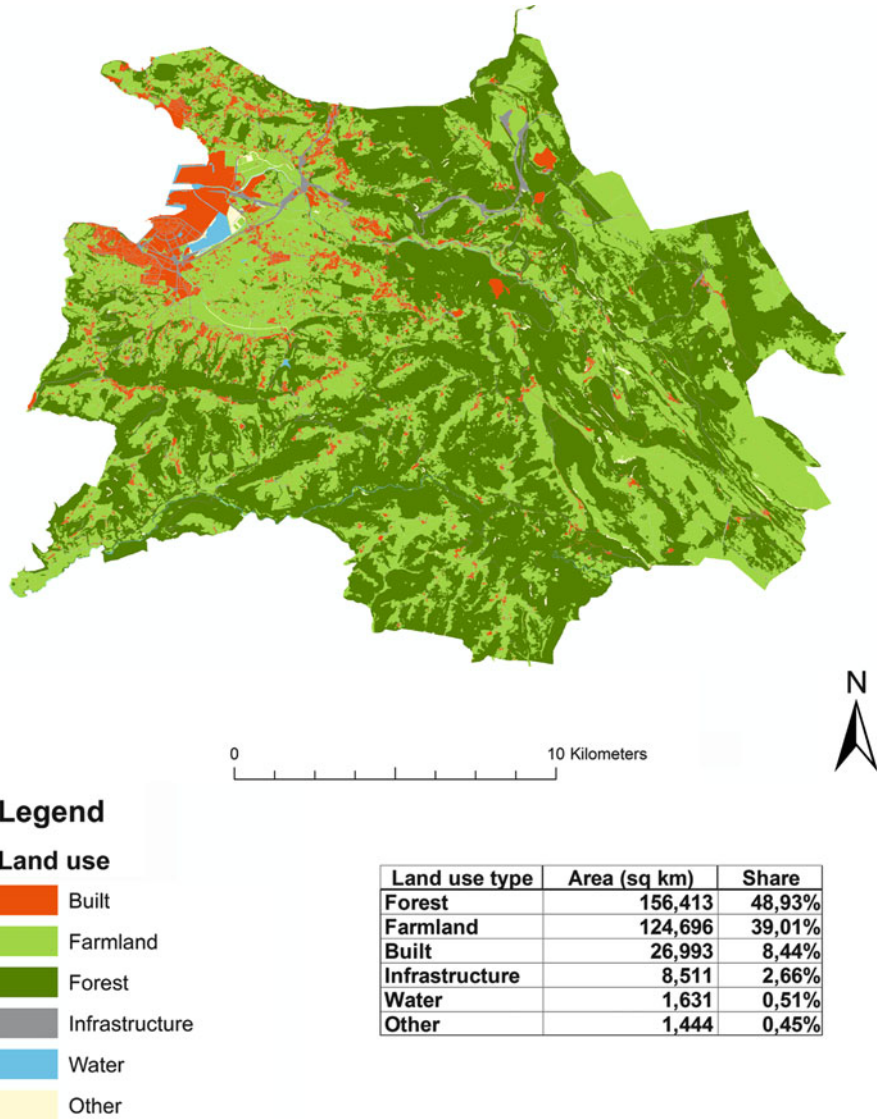 N
0 10 Kilometers
Legend
Land use
Built
Farmland
Forest
Infrastructure
Water
Other
Land use type Area (sq km) Share
Forest 156,413 48,93%
Farmland 124,696 39,01%
Built 26,993 8,44%
Infrastructure 8,511 2,66%
Water 1,631 0,51%
Other 1,444 0,45%